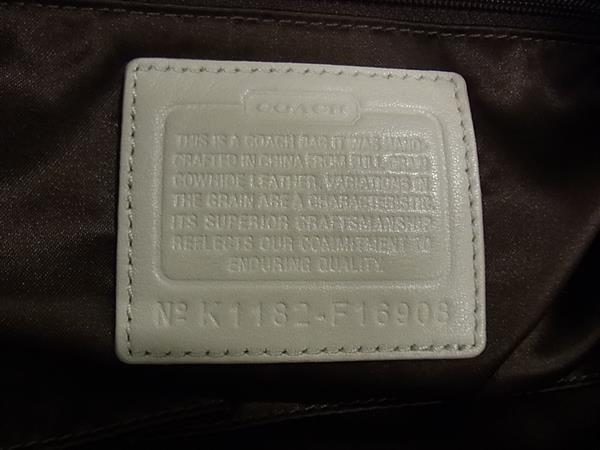 COACH
THIS IS A COACH BAG. IT WAS HAND-
CRAFTED IN CHINA FROM FULL GRAIN
COWHIDE LEATHER. VARIATIONS IN
THE GRAIN ARE A CHARACTERISTIC.
ITS SUPERIOR CRAFTSMANSHIP
REFLECTS OUR COMMITMENT TO
ENDURING QUALITY.
Nº K1182-F16908